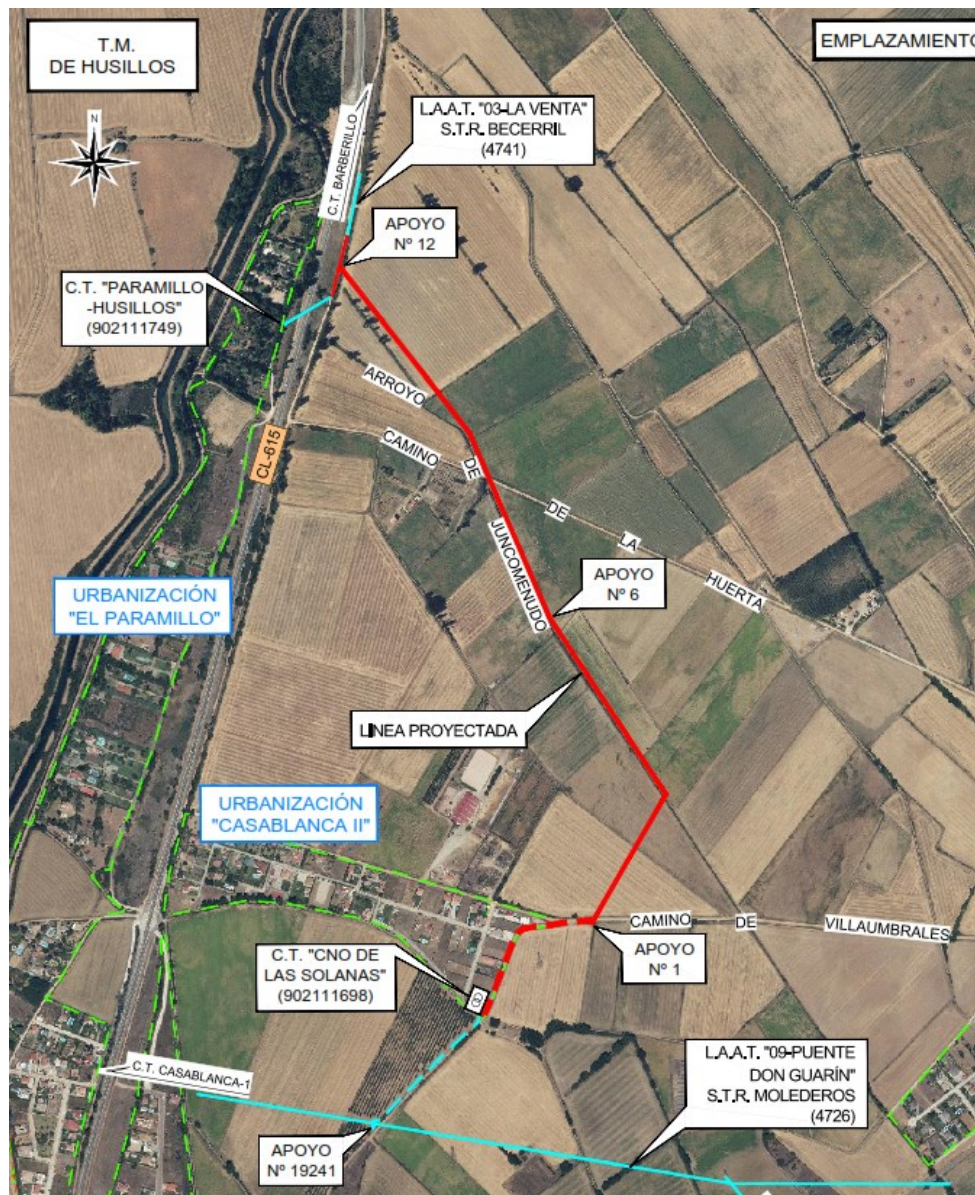 T.M.
DE HUSILLOS
EMPLAZAMIENTO
N
C.T. BARBERILLO
L.A.A.T. "03-LA VENTA"
S.T.R. BECERRIL
(4741)
APOYO
Nº 12
C.T. "PARAMILLO
-HUSILLOS"
(902111749)
ARROYO
DE
JUNCOMENUDO
CAMINO
DE
LA
HUERTA
CL-615
APOYO
Nº 6
URBANIZACIÓN
"EL PARAMILLO"
LINEA PROYECTADA
URBANIZACIÓN
"CASABLANCA II"
CAMINO DE VILLAUMBRALES
APOYO
Nº 1
C.T. "CNO DE
LAS SOLANAS"
(902111698)
C.T. CASABLANCA-1
L.A.A.T. "09-PUENTE
DON GUARÍN"
S.T.R. MOLEDEROS
(4726)
APOYO
Nº 19241